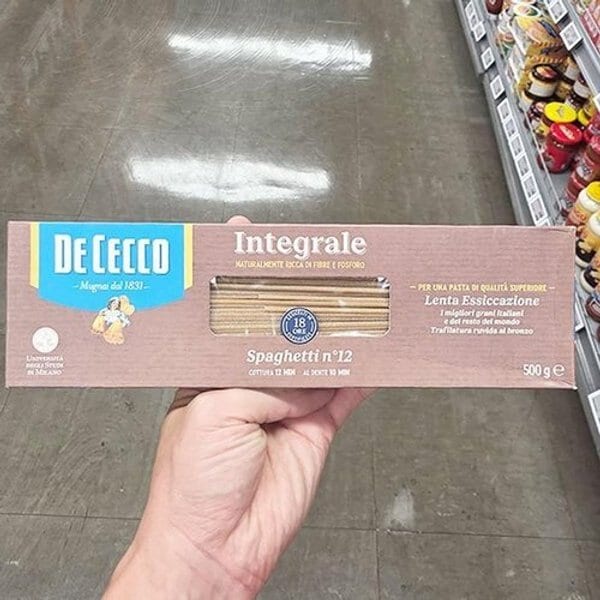 DE CECCO
Mugnai dal 1831
UNIVERSITÀ
DEGLI STUDI
DI MILANO
Integrale
NATURALMENTE RICCA DI FIBRE E FOSFORO
18
ORE
Spaghetti n°12
COTTURA 12 MIN AL DENTE 10 MIN
PER UNA PASTA DI QUALITÀ SUPERIORE
Lenta Essiccazione
I migliori grani italiani
e dal resto del mondo
Trafilatura ruvida al bronzo
500 g e